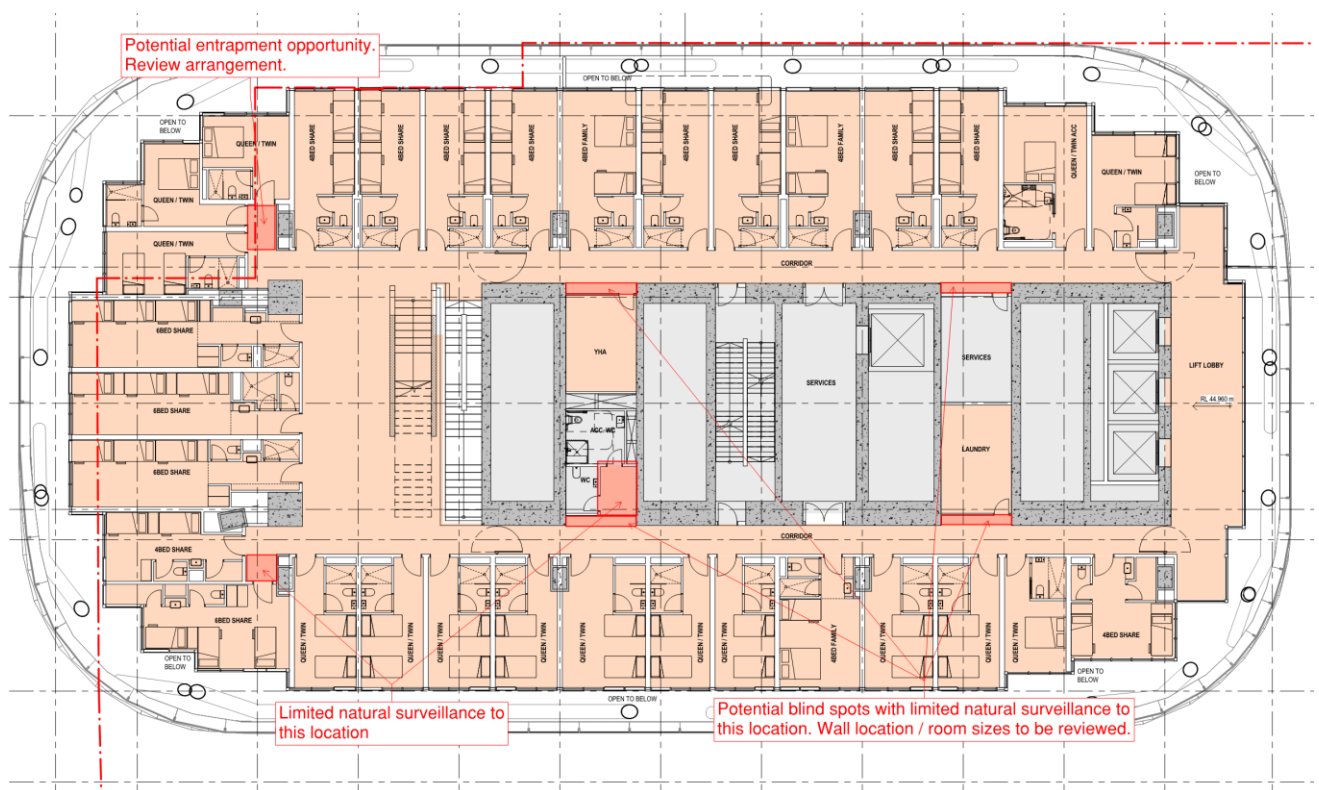 Potential entrapment opportunity.
Review arrangement.
OPEN TO BELOW
OPEN TO
BELOW
QUEEN / TWIN
4BED SHARE
4BED SHARE
4BED SHARE
4BED SHARE
4BED FAMILY
4BED SHARE
4BED SHARE
4BED FAMILY
4BED SHARE
4BED SHARE
QUEEN / TWIN ACC
QUEEN / TWIN
OPEN TO
BELOW
QUEEN / TWIN
QUEEN / TWIN
CORRIDOR
6BED SHARE
YHA
SERVICES
SERVICES
LIFT LOBBY
RL 44.960 m
6BED SHARE
ACC WC
6BED SHARE
WC
LAUNDRY
CORRIDOR
4BED SHARE
6BED SHARE
QUEEN / TWIN
QUEEN / TWIN
QUEEN / TWIN
QUEEN / TWIN
QUEEN / TWIN
QUEEN / TWIN
QUEEN / TWIN
4BED FAMILY
QUEEN / TWIN
QUEEN / TWIN
QUEEN / TWIN
4BED SHARE
OPEN TO
BELOW
OPEN TO BELOW
OPEN TO
BELOW
Limited natural surveillance to
this location
Potential blind spots with limited natural surveillance to
this location. Wall location / room sizes to be reviewed.